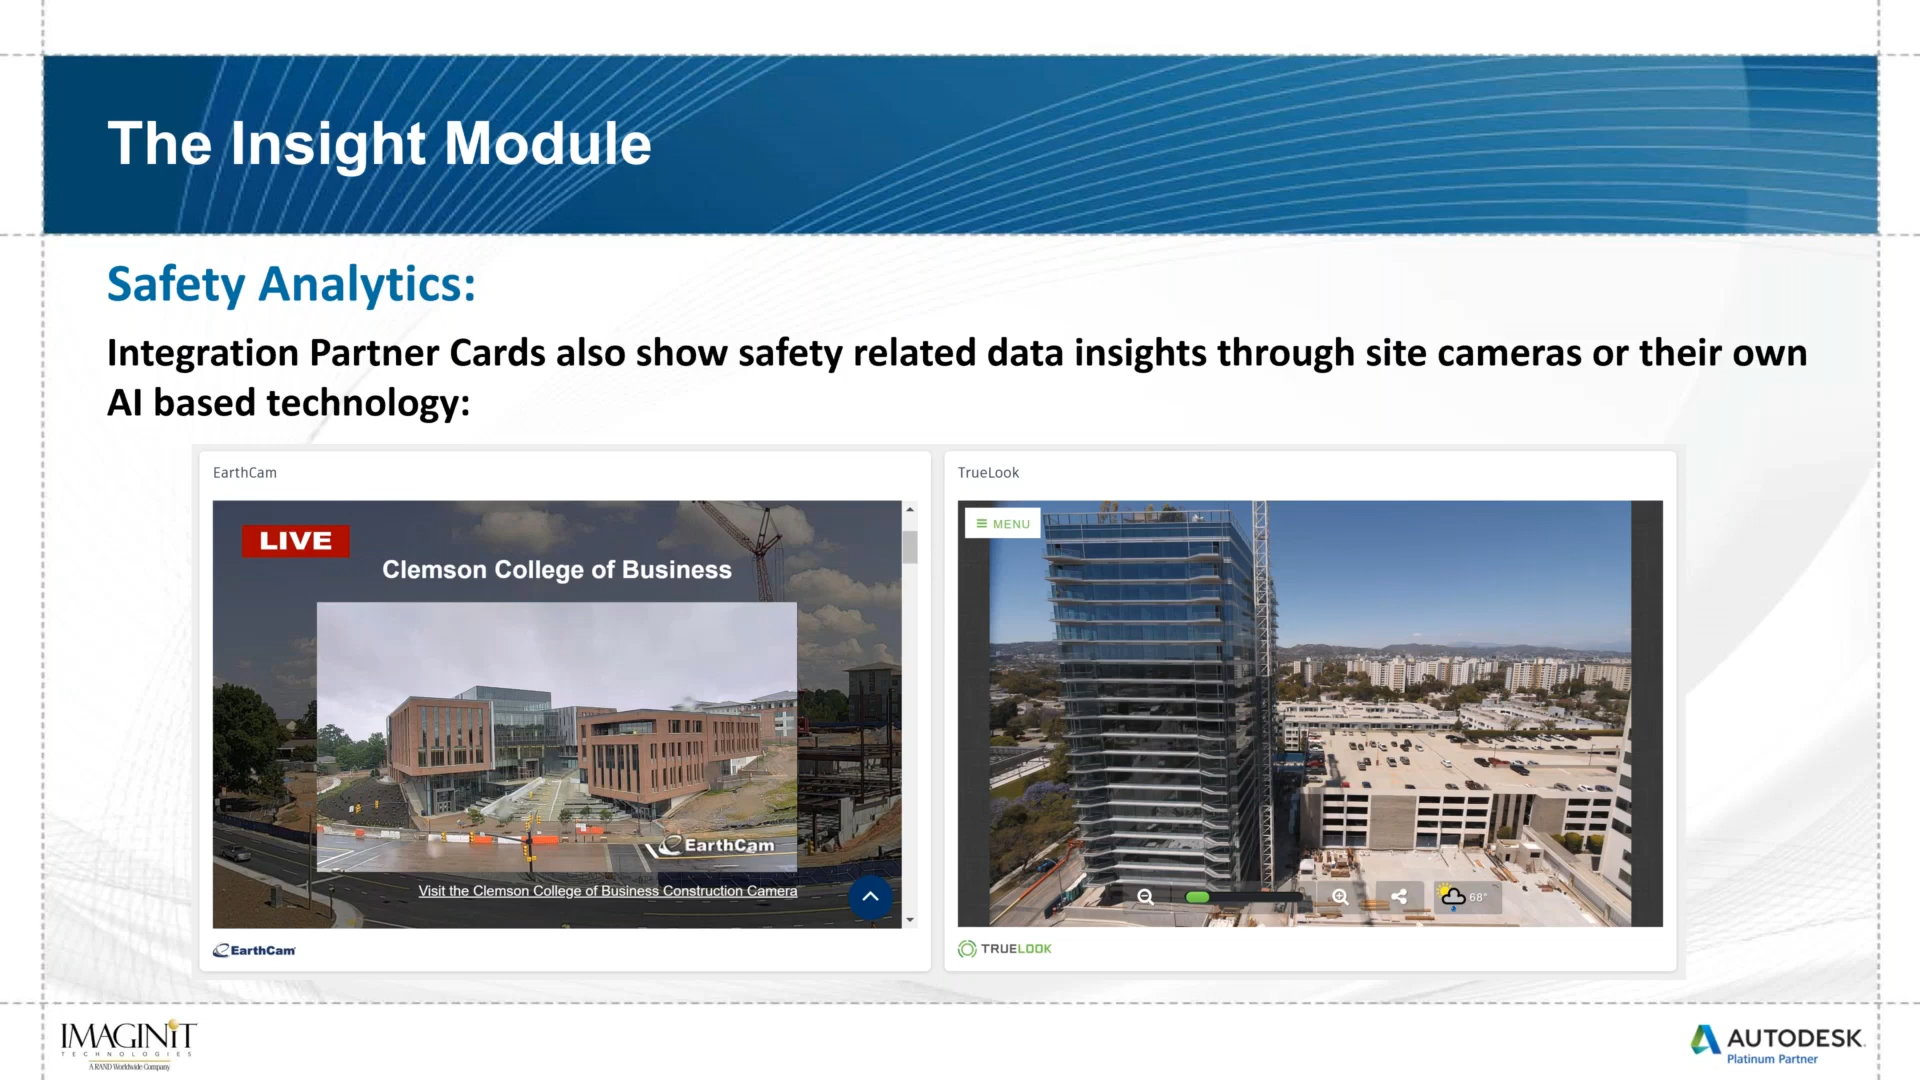 The Insight Module
Safety Analytics:
Integration Partner Cards also show safety related data insights through site cameras or their own
AI based technology:
EarthCam
LIVE
Clemson College of Business
EarthCam
Visit the Clemson College of Business Construction Camera
EarthCam
TrueLook
MENU
68°
TRUELOOK
IMAGINiT
TECHNOLOGIES
A RAND Worldwide Company
AUTODESK
Platinum Partner